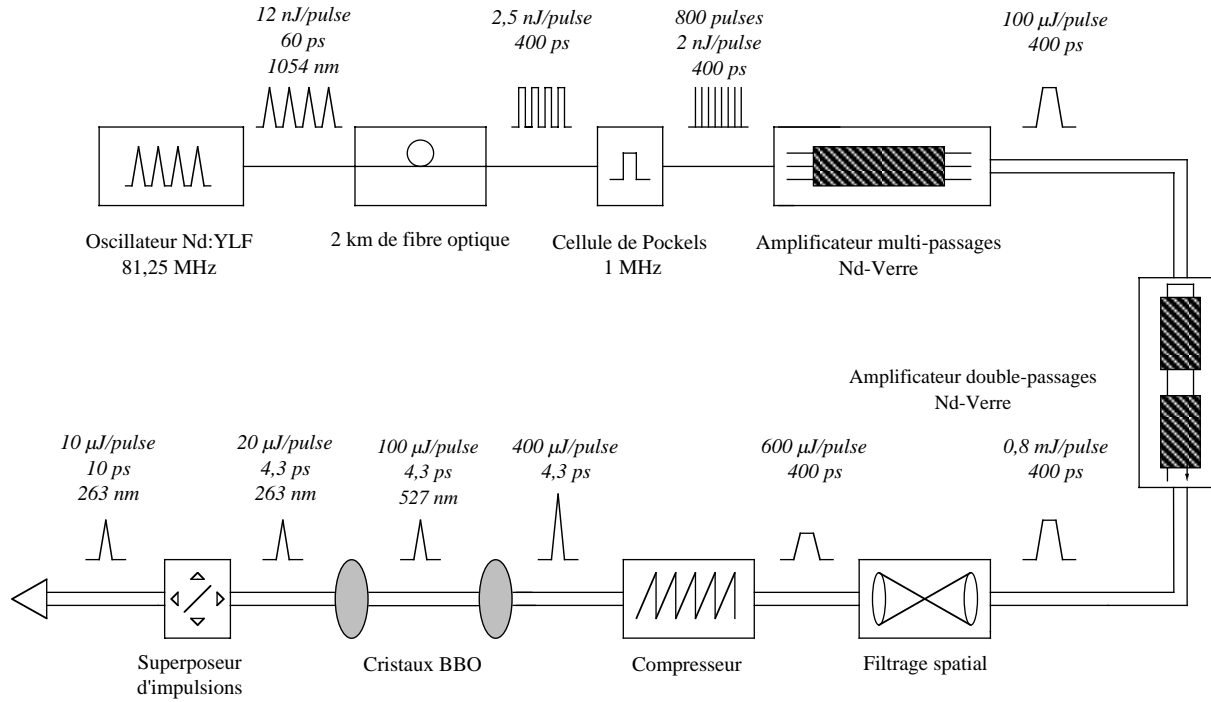 12 nJ/pulse
60 ps
1054 nm
2,5 nJ/pulse
400 ps
800 pulses
2 nJ/pulse
400 ps
100 µJ/pulse
400 ps
Oscillateur Nd:YLF
81,25 MHz
2 km de fibre optique
Cellule de Pockels
1 MHz
Amplificateur multi-passages
Nd-Verre
Amplificateur double-passages
Nd-Verre
10 µJ/pulse
10 ps
263 nm
20 µJ/pulse
4,3 ps
263 nm
100 µJ/pulse
4,3 ps
527 nm
400 µJ/pulse
4,3 ps
600 µJ/pulse
400 ps
0,8 mJ/pulse
400 ps
Superposeur
d'impulsions
Cristaux BBO
Compresseur
Filtrage spatial